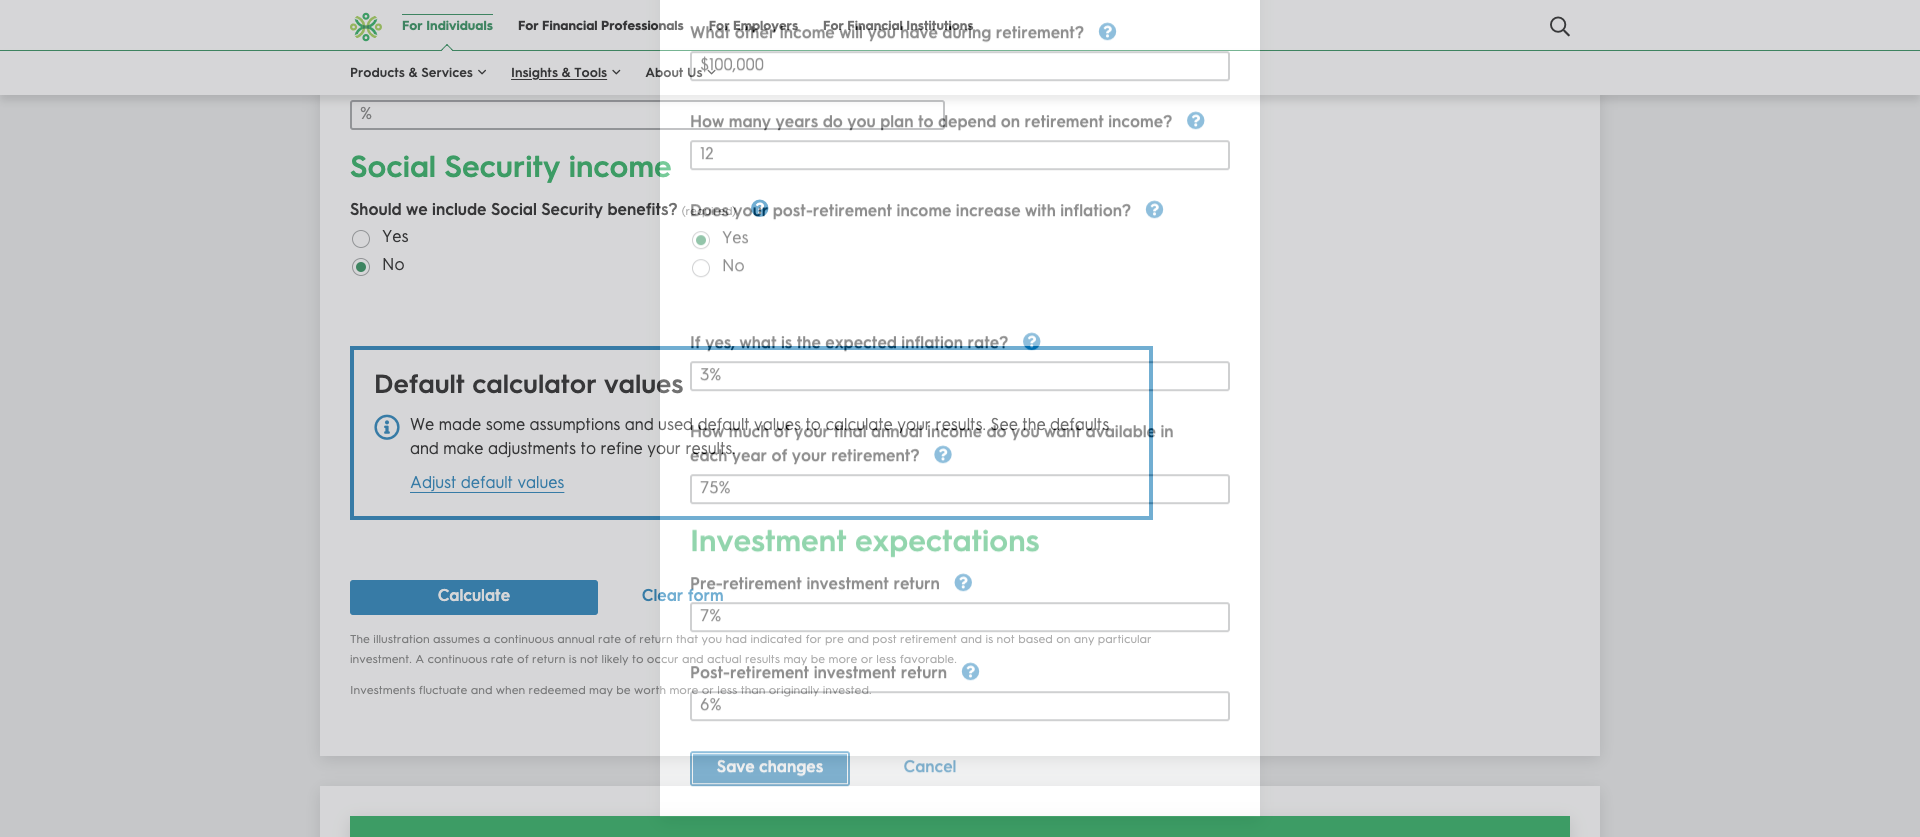 For Individuals
For Financial Professionals
For Employers
For Financial Institutions
Products & Services
Insights & Tools
About Us
What other income will you have during retirement?
$100,000
%
How many years do you plan to depend on retirement income?
12
Social Security income
Should we include Social Security benefits? (required)
Yes
No
Does your post-retirement income increase with inflation?
Yes
No
If yes, what is the expected inflation rate?
3%
Default calculator values
We made some assumptions and used default values to calculate your results. See the defaults
and make adjustments to refine your results.
Adjust default values
How much of your final annual income do you want available in
each year of your retirement?
75%
Investment expectations
Pre-retirement investment return
7%
Calculate
Clear form
The illustration assumes a continuous annual rate of return that you had indicated for pre and post retirement and is not based on any particular
investment. A continuous rate of return is not likely to occur and actual results may be more or less favorable.
Investments fluctuate and when redeemed may be worth more or less than originally invested.
Post-retirement investment return
6%
Save changes
Cancel